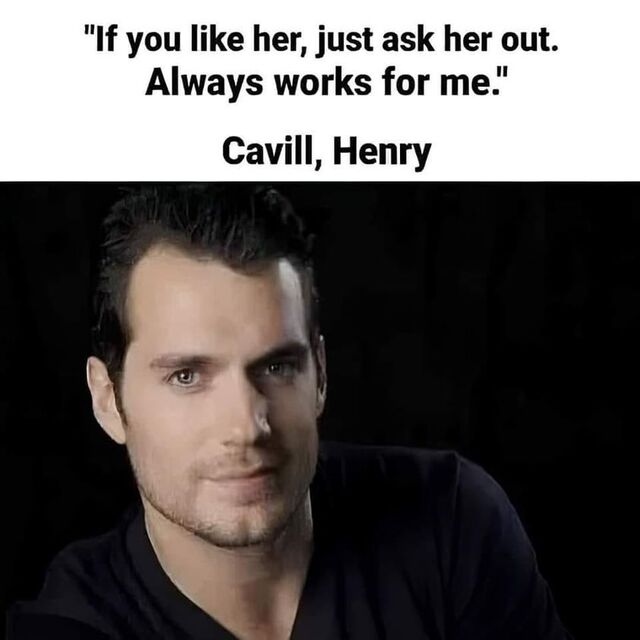 "If you like her, just ask her out.
Always works for me."
Cavill, Henry